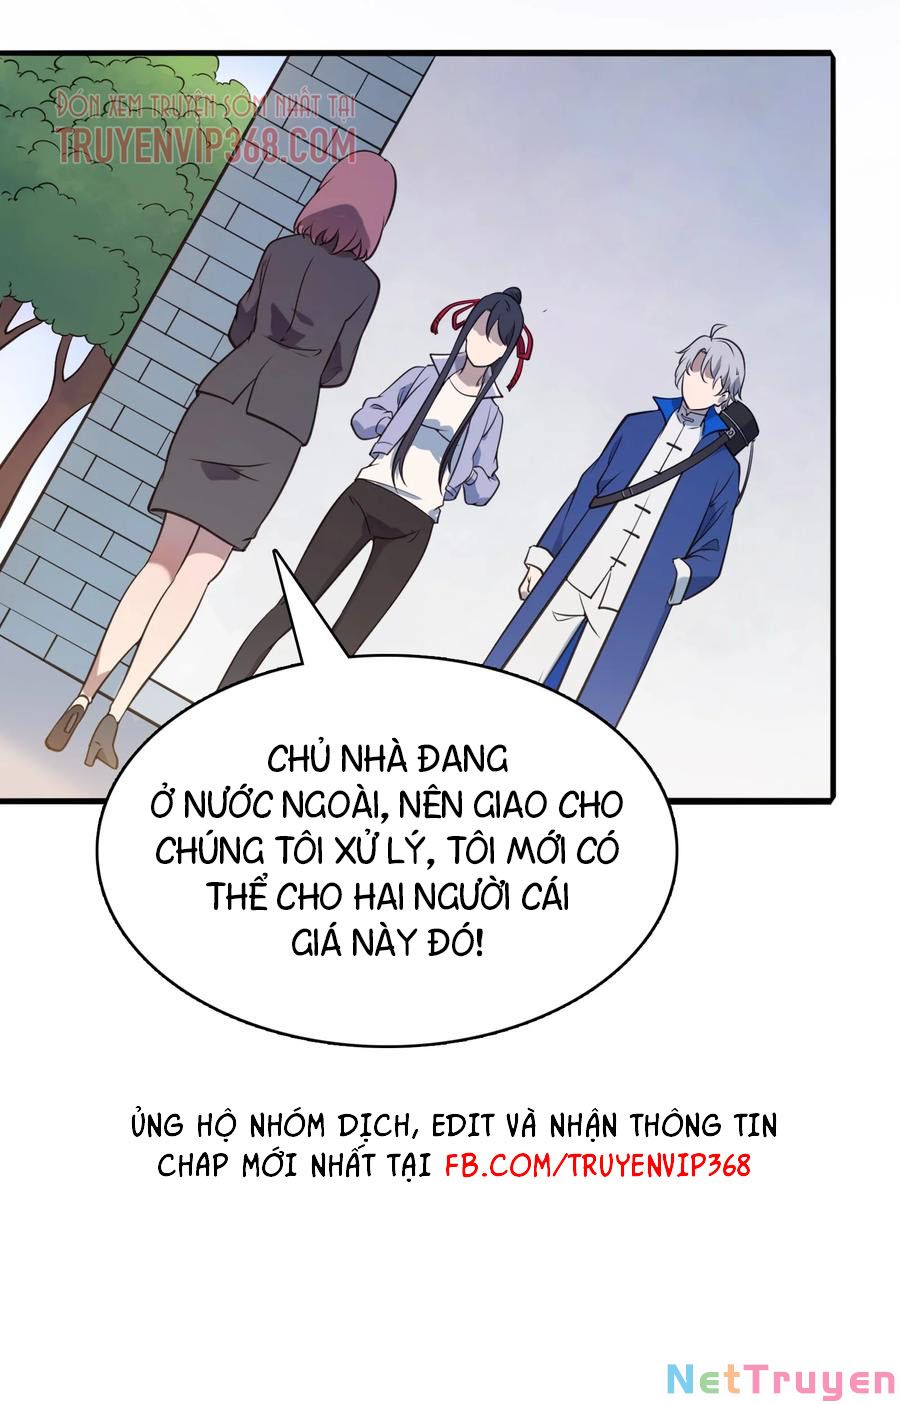 ĐÓN XEM TRUYỆN SỚM NHẤT TẠI
TRUYENVIP368.COM
CHỦ NHÀ ĐANG
Ở NƯỚC NGOÀI, NÊN GIAO CHO
CHÚNG TÔI XỬ LÝ, TÔI MỚI CÓ
THỂ CHO HAI NGƯỜI CÁI
GIÁ NÀY ĐÓ!
ỦNG HỘ NHÓM DỊCH, EDIT VÀ NHẬN THÔNG TIN
CHAP MỚI NHẤT TẠI FB.COM/TRUYENVIP368
NetTruyen